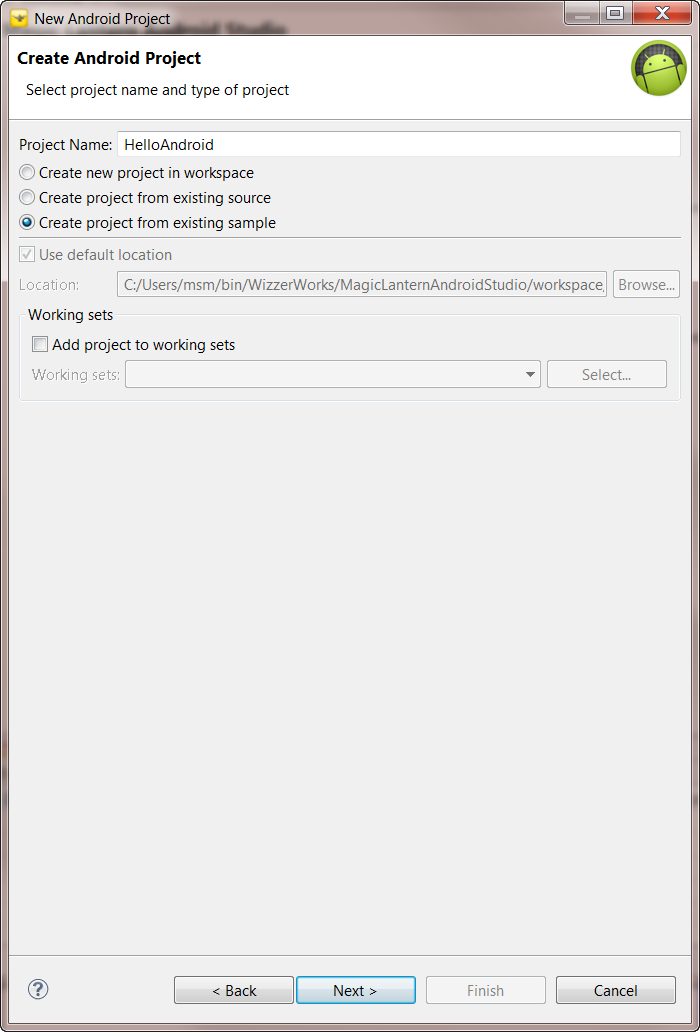 New Android Project
Create Android Project
Select project name and type of project
Project Name: HelloAndroid
Create new project in workspace
Create project from existing source
Create project from existing sample
Use default location
Location: C:/Users/msm/bin/WizzerWorks/MagicLanternAndroidStudio/workspace, Browse...
Working sets
Add project to working sets
Working sets: Select...
? < Back Next > Finish Cancel